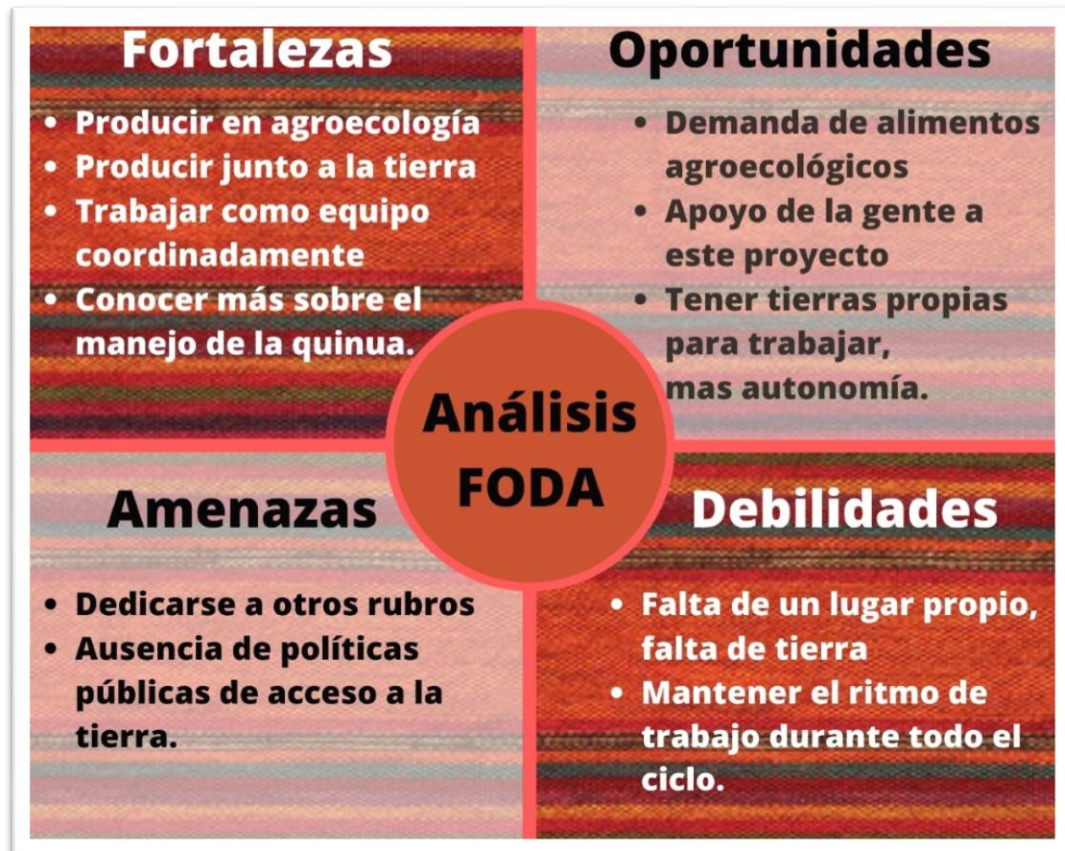 Fortalezas
• Producir en agroecología
• Producir junto a la tierra
• Trabajar como equipo
coordinadamente
• Conocer más sobre el
manejo de la quinua.
Oportunidades
• Demanda de alimentos
agroecológicos
• Apoyo de la gente a
este proyecto
• Tener tierras propias
para trabajar,
mas autonomía.
Análisis
FODA
Amenazas
• Dedicarse a otros rubros
• Ausencia de políticas
públicas de acceso a la
tierra.
Debilidades
• Falta de un lugar propio,
falta de tierra
• Mantener el ritmo de
trabajo durante todo el
ciclo.